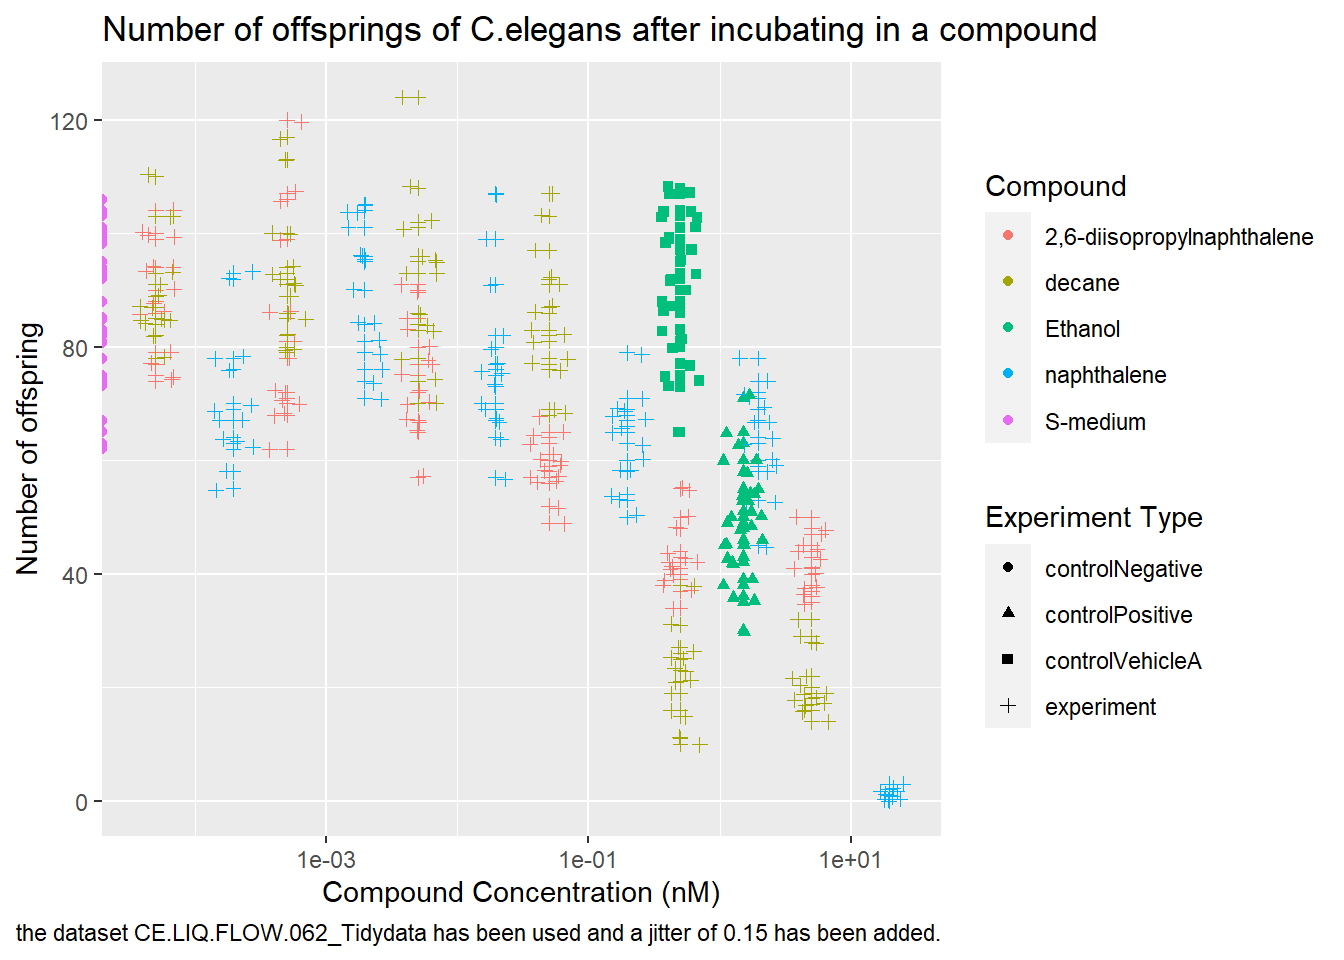 Number of offsprings of C.elegans after incubating in a compound
Number of offspring
120
80
40
0
1e-03
1e-01
1e+01
Compound Concentration (nM)
the dataset CE.LIQ.FLOW.062_Tidydata has been used and a jitter of 0.15 has been added.
Compound
2,6-diisopropylnaphthalene
decane
Ethanol
naphthalene
S-medium
Experiment Type
controlNegative
controlPositive
controlVehicleA
experiment